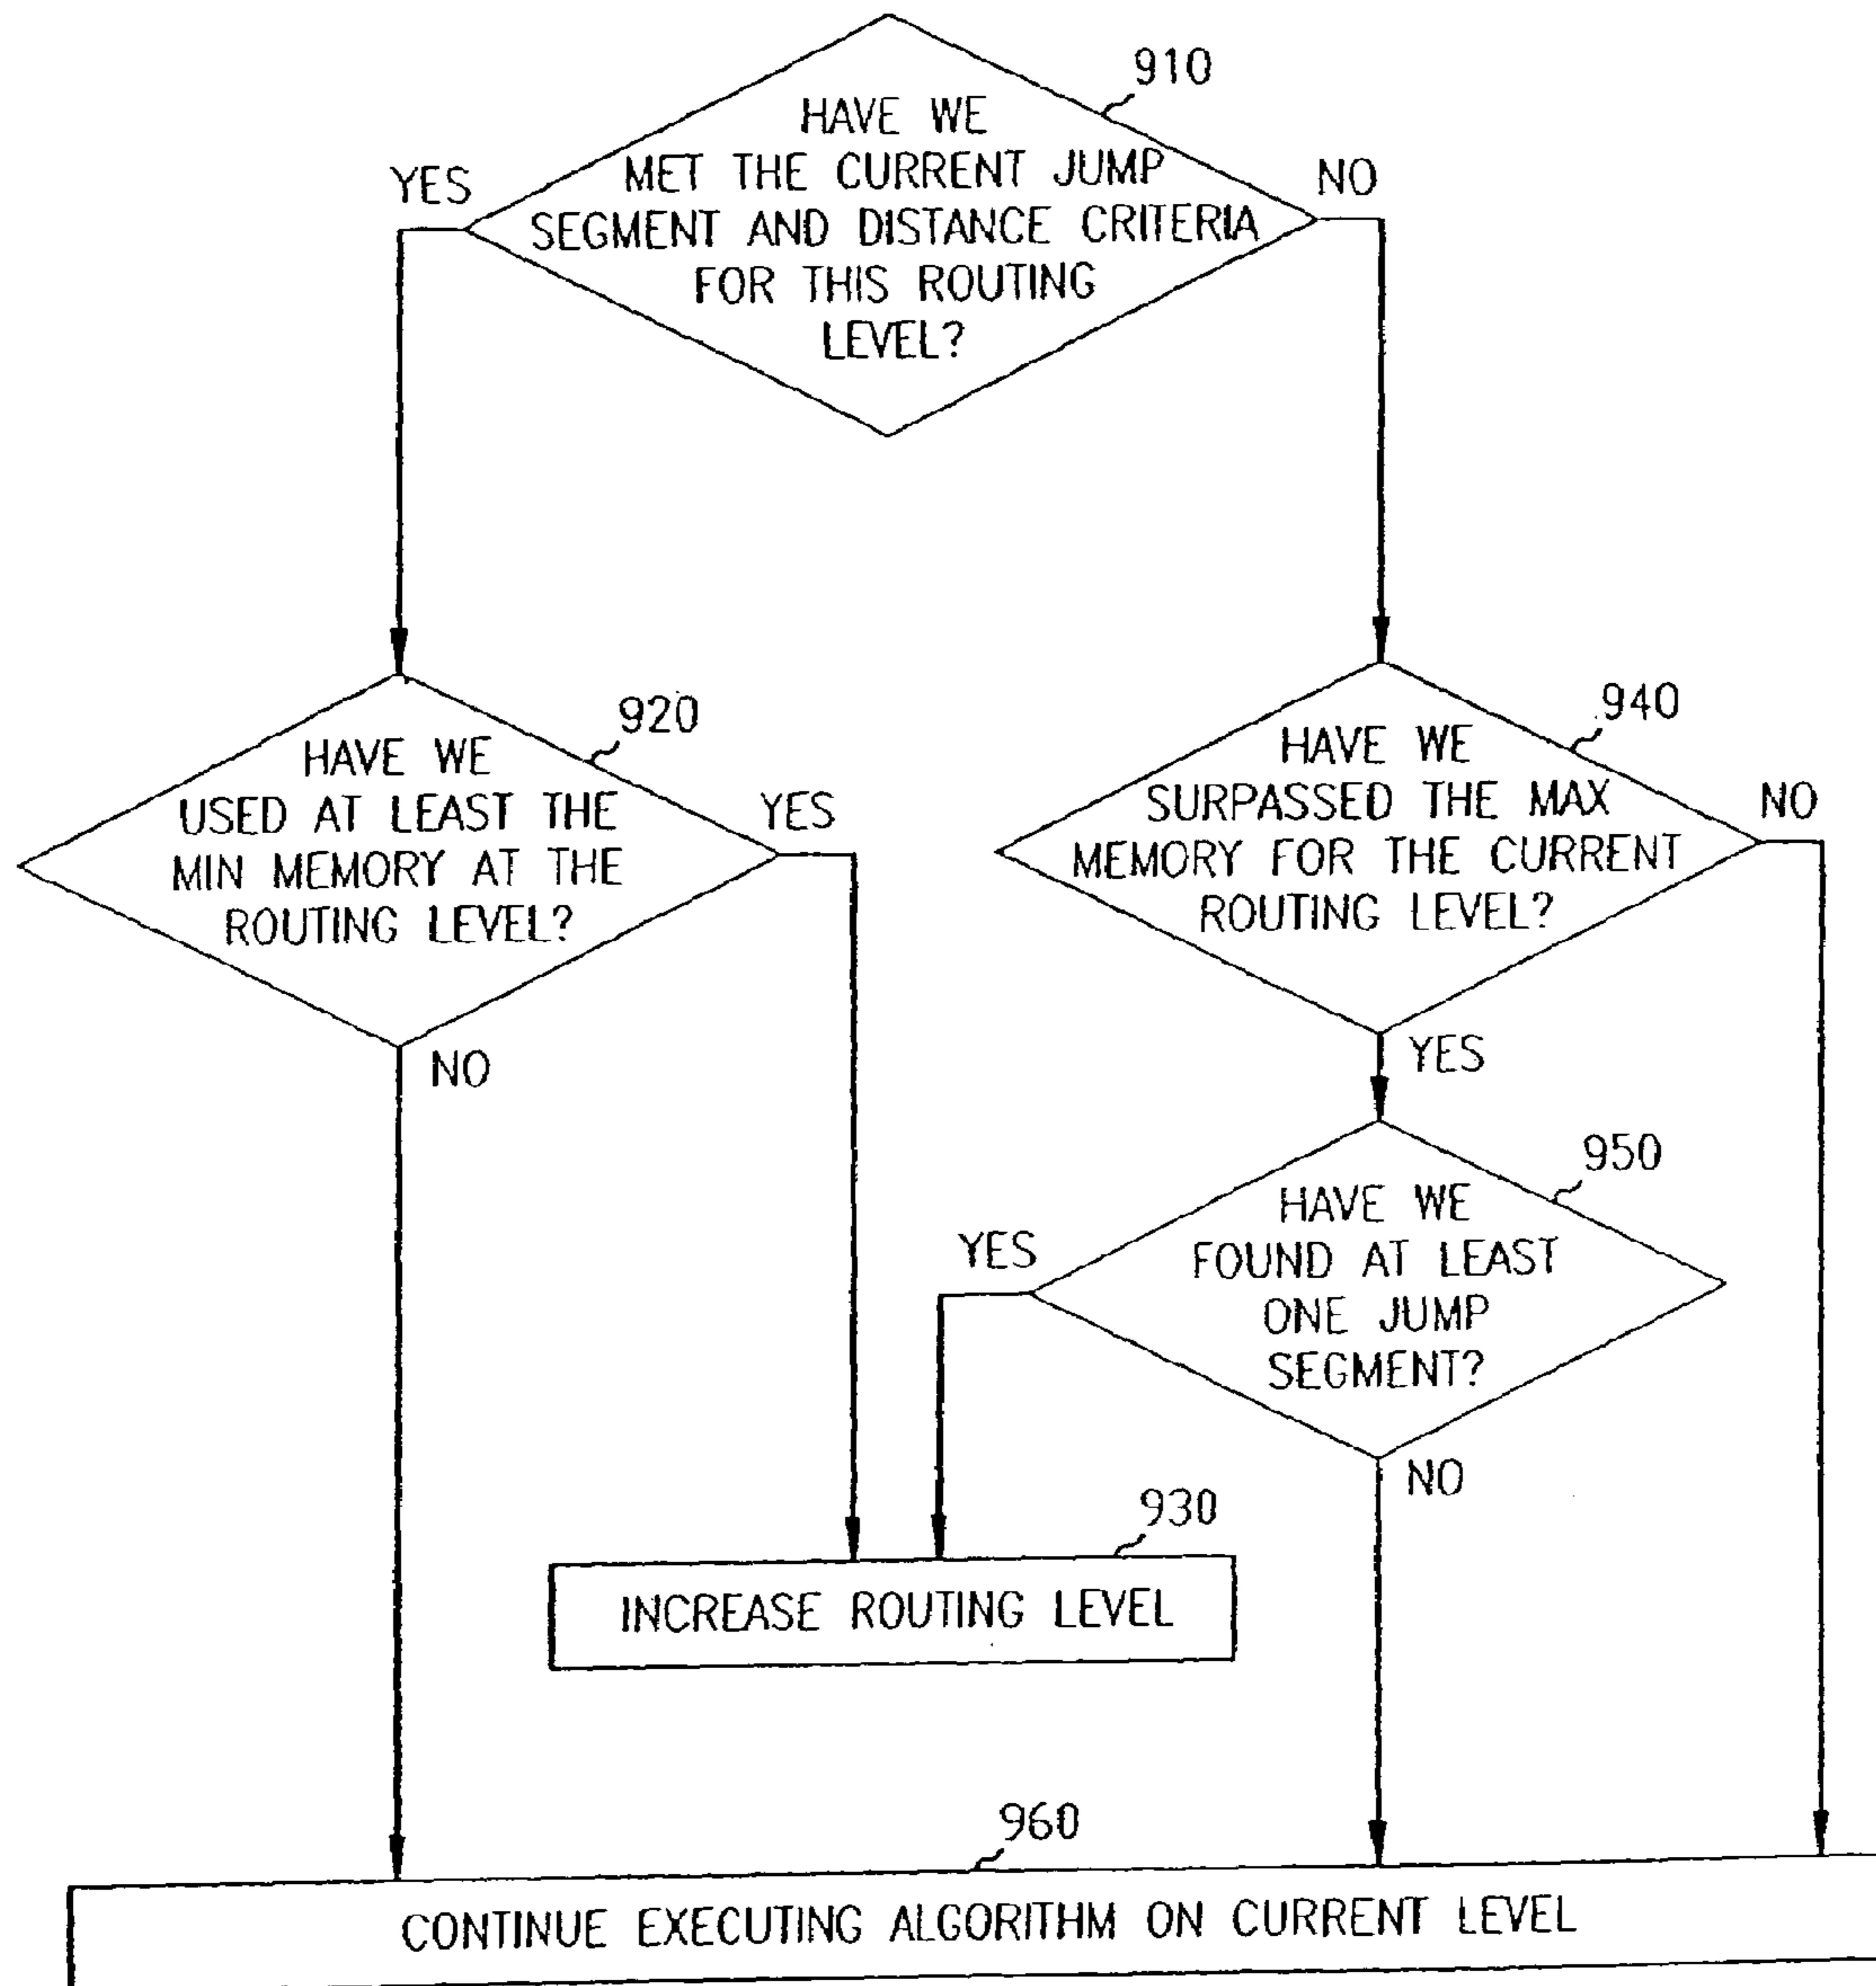 910
HAVE WE
MET THE CURRENT JUMP
SEGMENT AND DISTANCE CRITERIA
FOR THIS ROUTING
LEVEL?
YES
NO
920
HAVE WE
USED AT LEAST THE
MIN MEMORY AT THE
ROUTING LEVEL?
YES
NO
940
HAVE WE
SURPASSED THE MAX
MEMORY FOR THE CURRENT
ROUTING LEVEL?
NO
YES
950
HAVE WE
FOUND AT LEAST
ONE JUMP
SEGMENT?
YES
NO
930
INCREASE ROUTING LEVEL
960
CONTINUE EXECUTING ALGORITHM ON CURRENT LEVEL